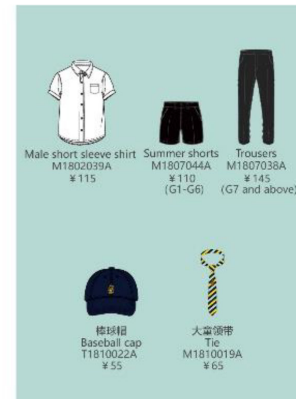 Male short sleeve shirt
M1802039A
¥115
Summer shorts
M1807044A
¥110
(G1-G6)
Trousers
M1807038A
¥145
(G7 and above)
棒球帽
Baseball cap
T1810022A
¥55
大童领带
Tie
M1810019A
¥65